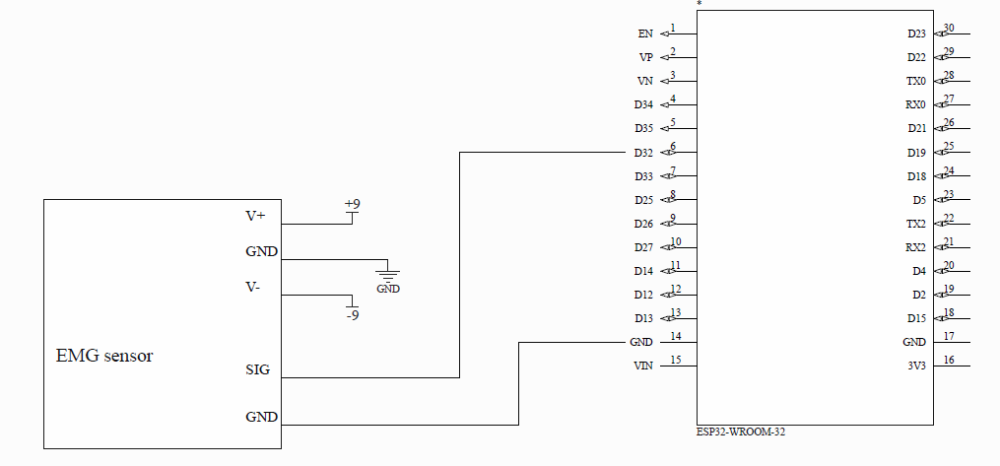 *
EN 1
VP 2
VN 3
D34 4
D35 5
D32 6
D33 7
D25 8
D26 9
D27 10
D14 11
D12 12
D13 13
GND 14
VIN 15
D23 30
D22 29
TX0 28
RX0 27
D21 26
D19 25
D18 24
D5 23
TX2 22
RX2 21
D4 20
D2 19
D15 18
GND 17
3V3 16
ESP32-WROOM-32
V+
+9
GND
GND
V-
-9
EMG sensor
SIG
GND